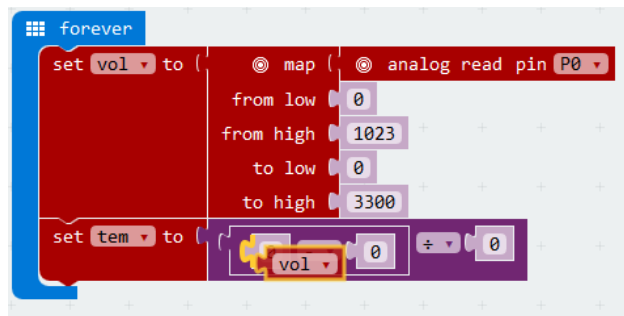 forever
set vol to ( map ( analog read pin P0
from low 0
from high 1023
to low 0
to high 3300
set tem to ( ( vol 0 ÷ 0